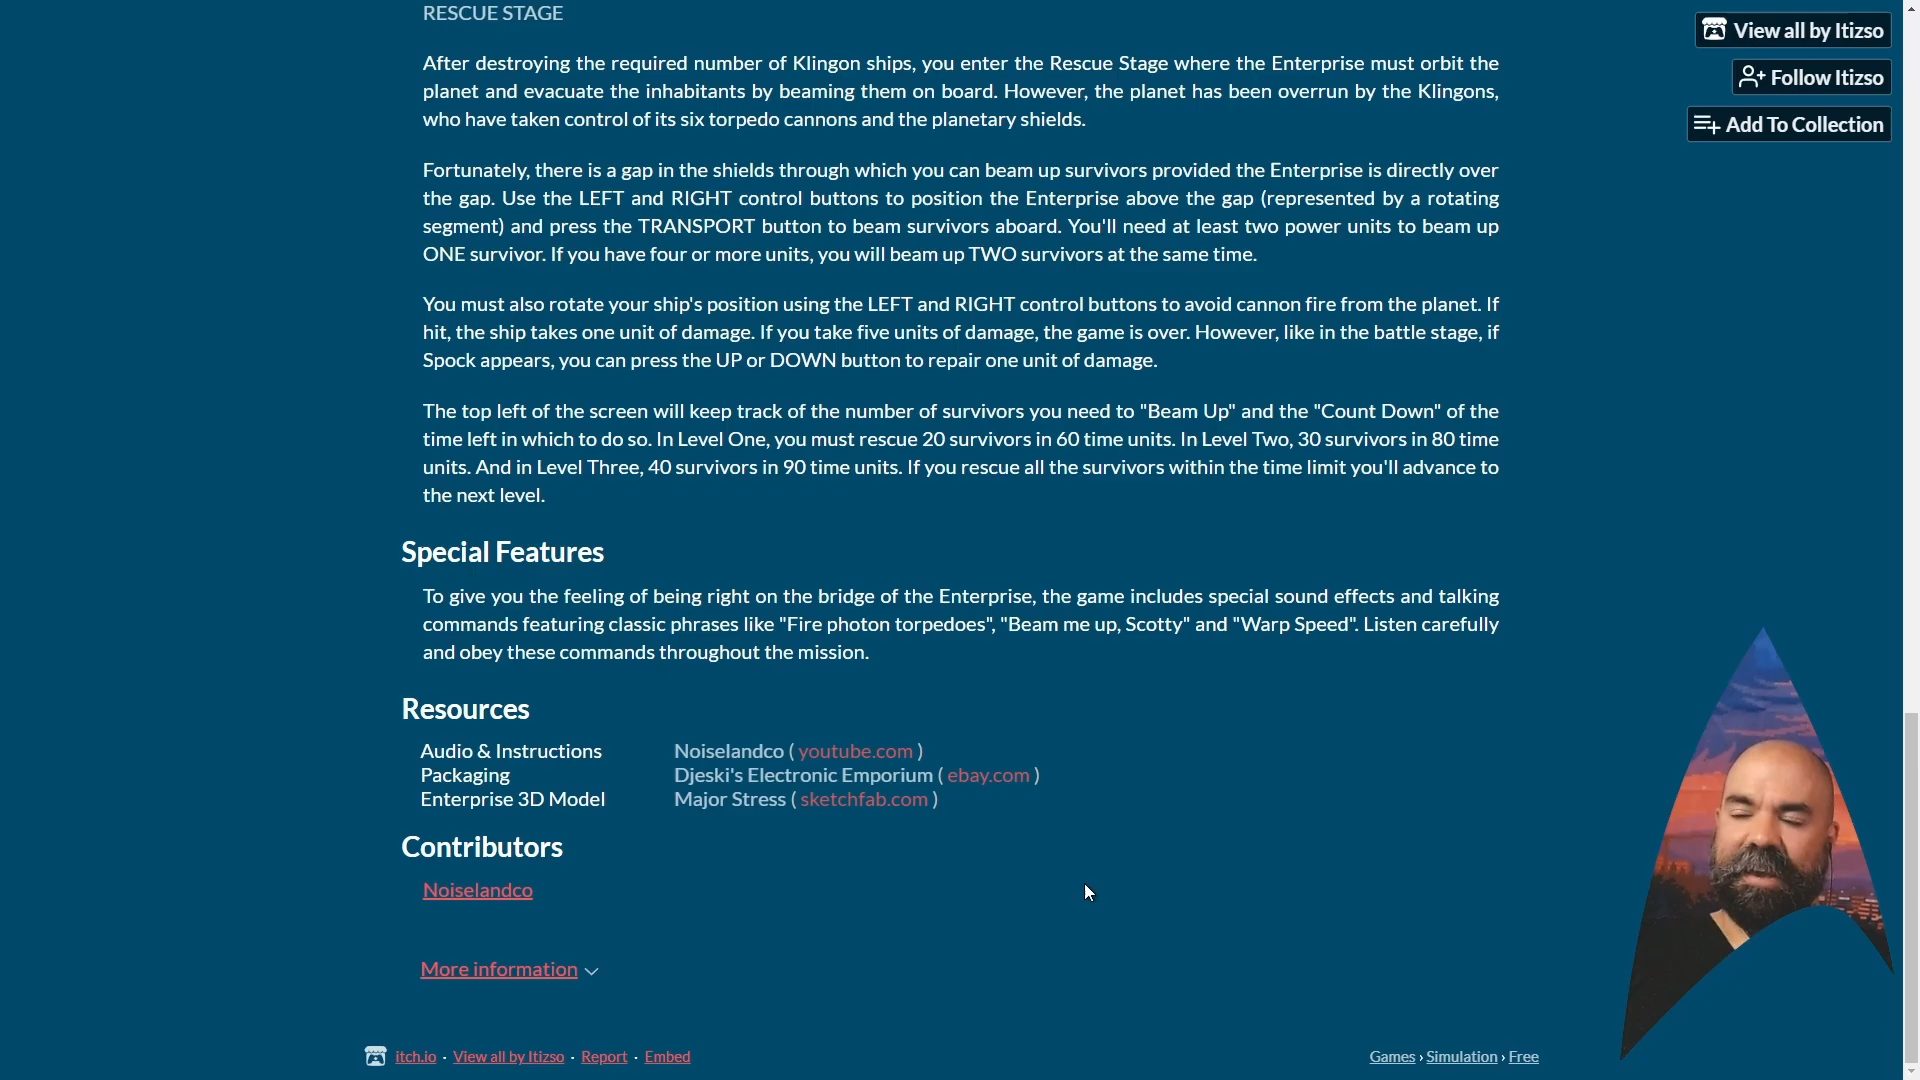 RESCUE STAGE
After destroying the required number of Klingon ships, you enter the Rescue Stage where the Enterprise must orbit the
planet and evacuate the inhabitants by beaming them on board. However, the planet has been overrun by the Klingons,
who have taken control of its six torpedo cannons and the planetary shields.
Fortunately, there is a gap in the shields through which you can beam up survivors provided the Enterprise is directly over
the gap. Use the LEFT and RIGHT control buttons to position the Enterprise above the gap (represented by a rotating
segment) and press the TRANSPORT button to beam survivors aboard. You'll need at least two power units to beam up
ONE survivor. If you have four or more units, you will beam up TWO survivors at the same time.
You must also rotate your ship's position using the LEFT and RIGHT control buttons to avoid cannon fire from the planet. If
hit, the ship takes one unit of damage. If you take five units of damage, the game is over. However, like in the battle stage, if
Spock appears, you can press the UP or DOWN button to repair one unit of damage.
The top left of the screen will keep track of the number of survivors you need to "Beam Up" and the "Count Down" of the
time left in which to do so. In Level One, you must rescue 20 survivors in 60 time units. In Level Two, 30 survivors in 80 time
units. And in Level Three, 40 survivors in 90 time units. If you rescue all the survivors within the time limit you'll advance to
the next level.
Special Features
To give you the feeling of being right on the bridge of the Enterprise, the game includes special sound effects and talking
commands featuring classic phrases like "Fire photon torpedoes", "Beam me up, Scotty" and "Warp Speed". Listen carefully
and obey these commands throughout the mission.
Resources
Audio & Instructions Noiselandco ( youtube.com )
Packaging Djeski's Electronic Emporium ( ebay.com )
Enterprise 3D Model Major Stress ( sketchfab.com )
Contributors
Noiselandco
More information
itch.io · View all by Itizso · Report · Embed
Games › Simulation › Free
View all by Itizso
Follow Itizso
Add To Collection